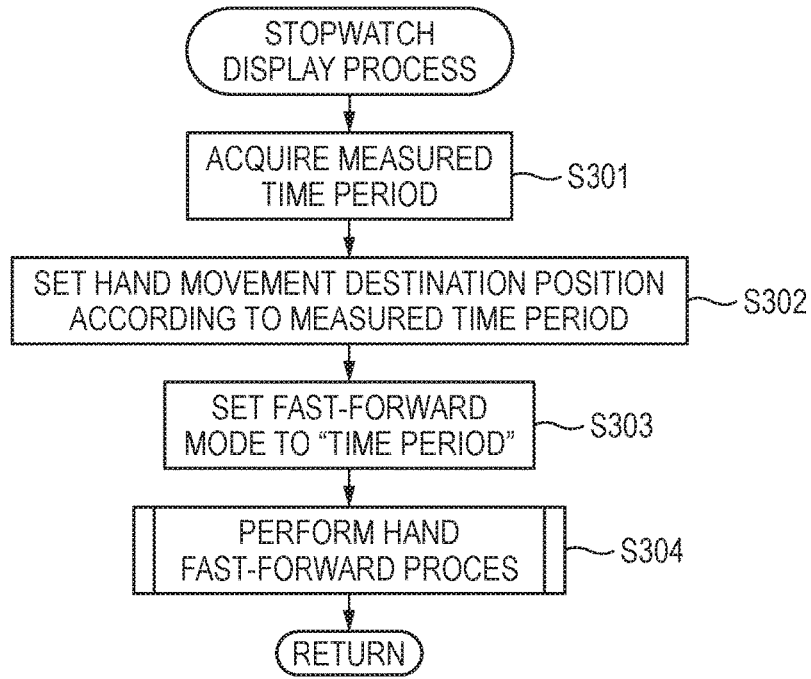 STOPWATCH
DISPLAY PROCESS
ACQUIRE MEASURED
TIME PERIOD
S301
SET HAND MOVEMENT DESTINATION POSITION
ACCORDING TO MEASURED TIME PERIOD
S302
SET FAST-FORWARD
MODE TO “TIME PERIOD”
S303
PERFORM HAND
FAST-FORWARD PROCES
S304
RETURN